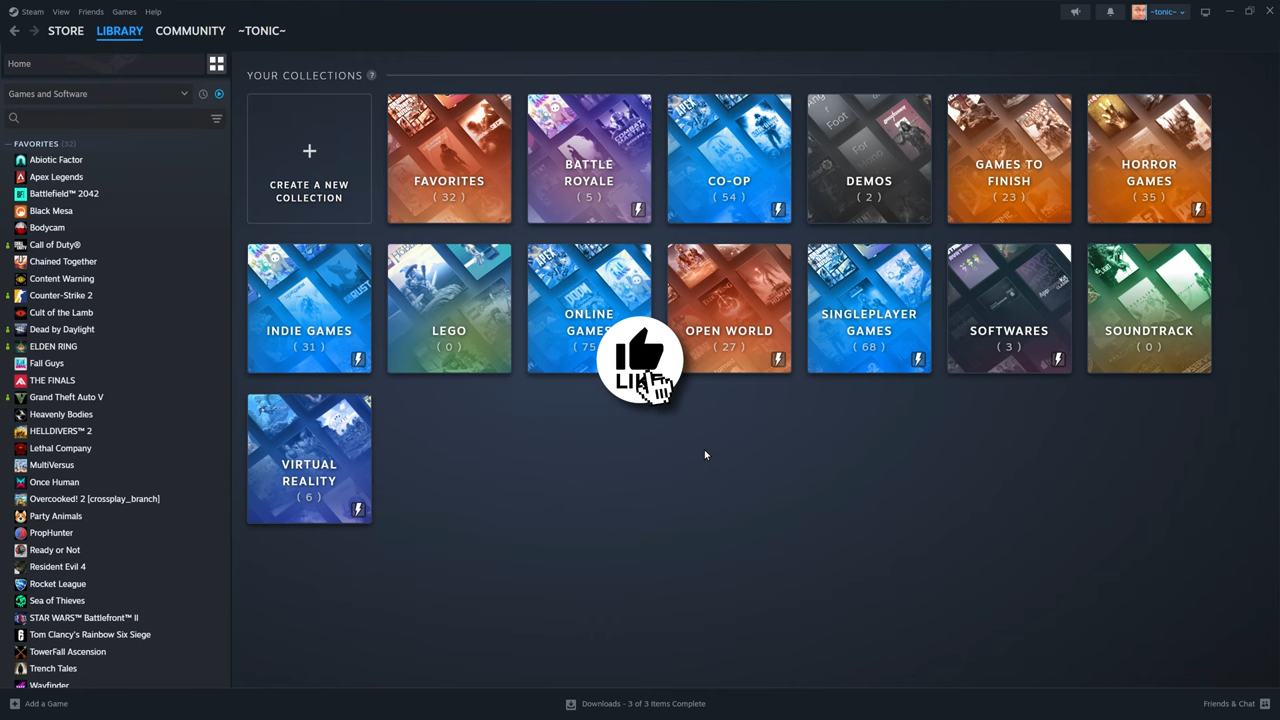 Steam View Friends Games Help
~tonic~
STORE LIBRARY COMMUNITY ~TONIC~
Home
Games and Software
FAVORITES (32)
Abiotic Factor
Apex Legends
Battlefield™ 2042
Black Mesa
Bodycam
Call of Duty®
Chained Together
Content Warning
Counter-Strike 2
Cult of the Lamb
Dead by Daylight
ELDEN RING
Fall Guys
THE FINALS
Grand Theft Auto V
Heavenly Bodies
HELLDIVERS™ 2
Lethal Company
MultiVersus
Once Human
Overcooked! 2 [crossplay_branch]
Party Animals
PropHunter
Ready or Not
Resident Evil 4
Rocket League
Sea of Thieves
STAR WARS™ Battlefront™ II
Tom Clancy's Rainbow Six Siege
TowerFall Ascension
Trench Tales
Wayfinder
YOUR COLLECTIONS ?
+
CREATE A NEW
COLLECTION
FAVORITES
( 32 )
BATTLE
ROYALE
( 5 )
CO-OP
( 54 )
DEMOS
( 2 )
GAMES TO
FINISH
( 23 )
HORROR
GAMES
( 35 )
INDIE GAMES
( 31 )
LEGO
( 0 )
ONLINE
GAMES
( 75
OPEN WORLD
( 27 )
SINGLEPLAYER
GAMES
( 68 )
SOFTWARES
( 3 )
SOUNDTRACK
( 0 )
VIRTUAL
REALITY
( 6 )
LIKE
Add a Game
Downloads - 3 of 3 Items Complete
Friends & Chat